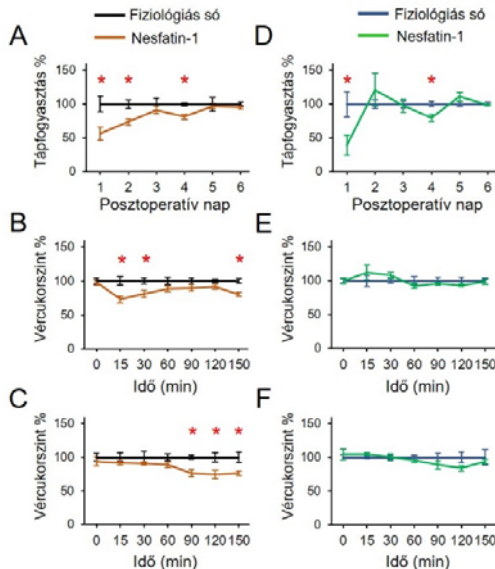 Fiziológiás só
Nesfatin-1
Fiziológiás só
Nesfatin-1
A
Tápfogyasztás %
150
100
50
0
* * *
1 2 3 4 5 6
Posztoperatív nap
D
Tápfogyasztás %
150
100
50
0
* *
1 2 3 4 5 6
Posztoperatív nap
B
Vércukorszint %
150
100
50
0
* * *
0 15 30 60 90 120 150
Idő (min)
E
Vércukorszint %
150
100
50
0
0 15 30 60 90 120 150
Idő (min)
C
Vércukorszint %
150
100
50
0
* * *
0 15 30 60 90 120 150
Idő (min)
F
Vércukorszint %
150
100
50
0
0 15 30 60 90 120 150
Idő (min)